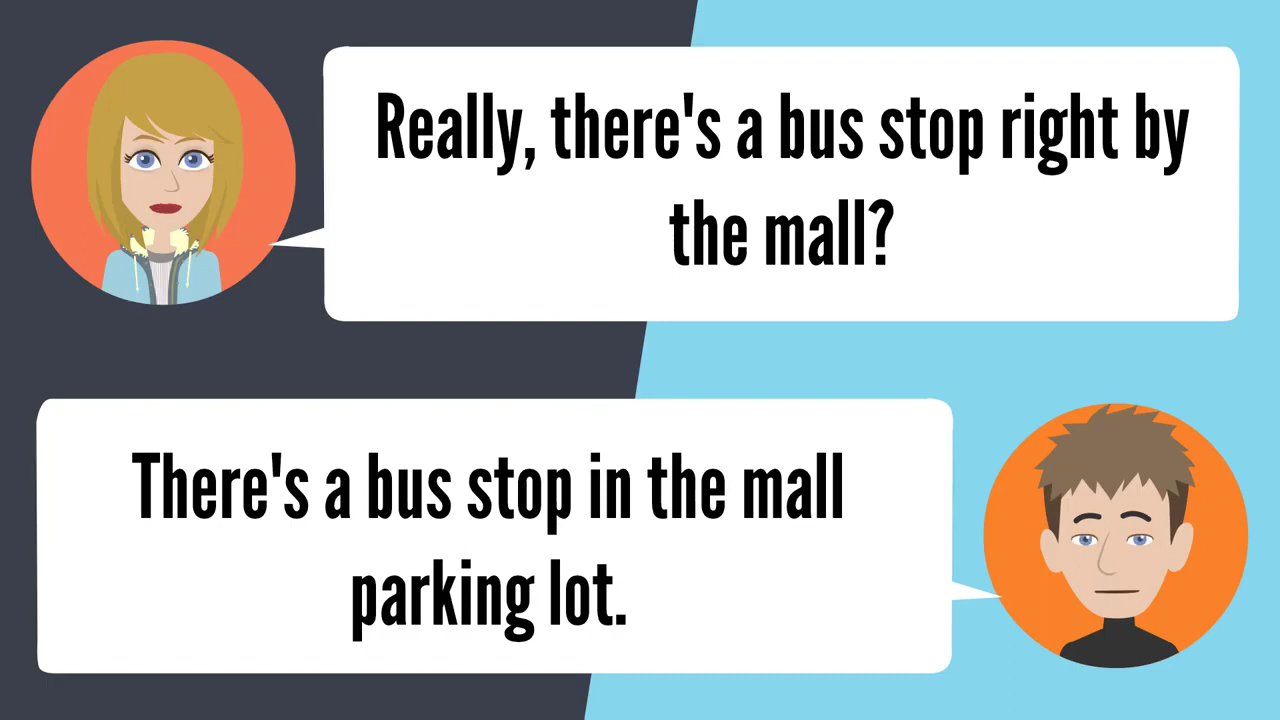 Really, there's a bus stop right by
the mall?
There's a bus stop in the mall
parking lot.